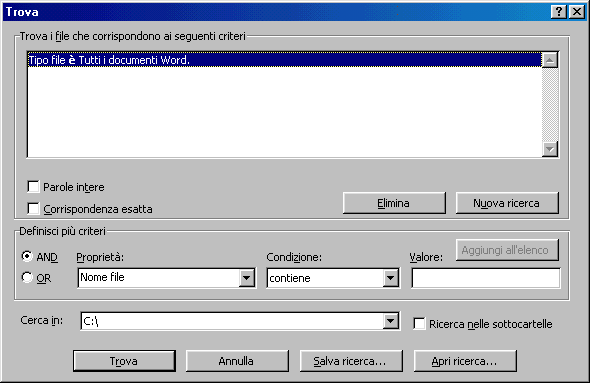 Trova
Trova i file che corrispondono ai seguenti criteri
Tipo file è Tutti i documenti Word.
Parole intere
Corrispondenza esatta
Elimina
Nuova ricerca
Definisci più criteri
AND
OR
Proprietà:
Nome file
Condizione:
contiene
Valore:
Aggiungi all'elenco
Cerca in:
C:\
Ricerca nelle sottocartelle
Trova
Annulla
Salva ricerca...
Apri ricerca...